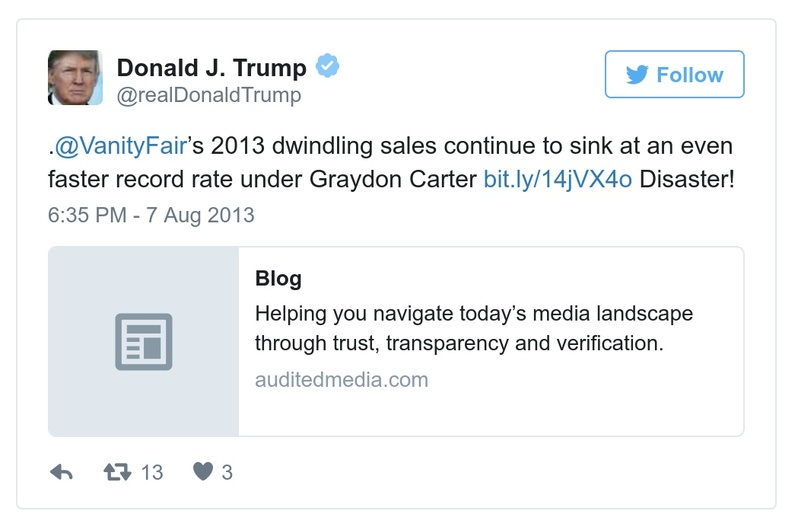 Donald J. Trump
Follow
@realDonaldTrump
.@VanityFair’s 2013 dwindling sales continue to sink at an even
faster record rate under Graydon Carter bit.ly/14jVX4o Disaster!
6:35 PM - 7 Aug 2013
Blog
Helping you navigate today’s media landscape
through trust, transparency and verification.
auditedmedia.com
13 3